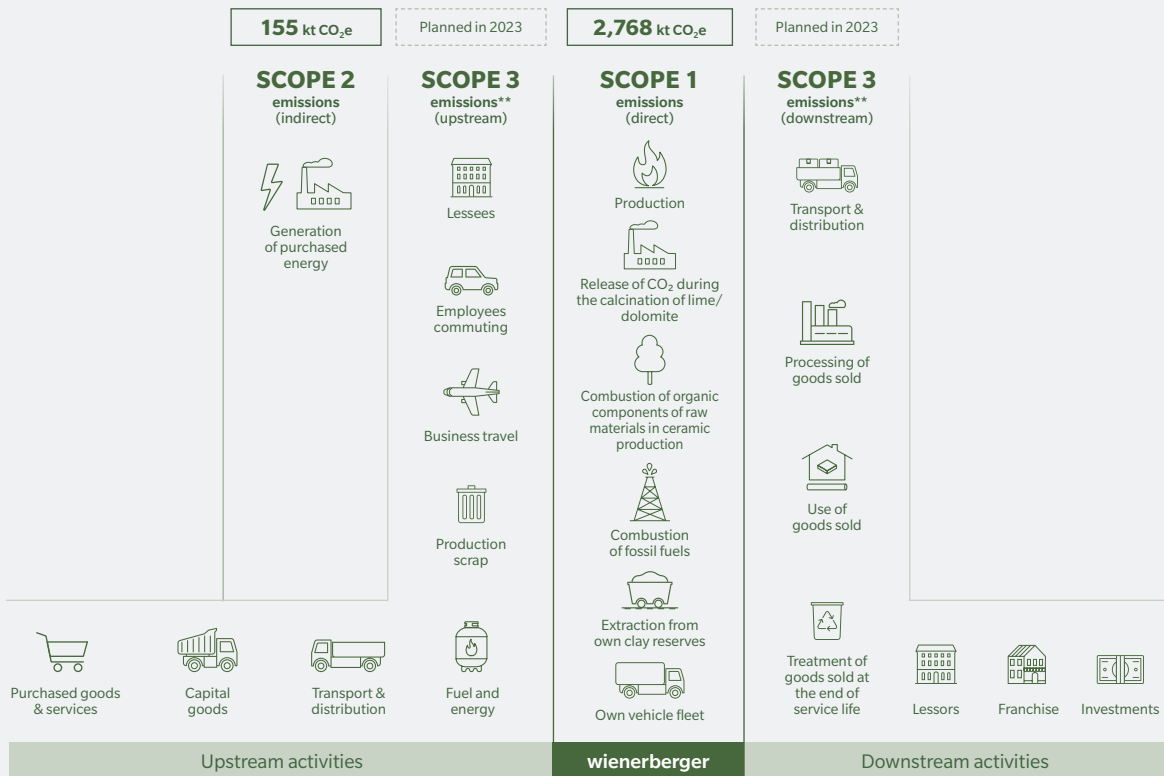 155 kt CO₂e
Planned in 2023
2,768 kt CO₂e
Planned in 2023
SCOPE 2
emissions
(indirect)
Generation
of purchased
energy
SCOPE 3
emissions**
(upstream)
Lessees
Employees
commuting
Business travel
Production
scrap
SCOPE 1
emissions
(direct)
Production
Release of CO₂ during
the calcination of lime/
dolomite
Combustion of organic
components of raw
materials in ceramic
production
Combustion
of fossil fuels
Extraction from
own clay reserves
Own vehicle fleet
SCOPE 3
emissions**
(downstream)
Transport &
distribution
Processing of
goods sold
Use of
goods sold
Treatment of
goods sold at
the end of
service life
Purchased goods
& services
Capital
goods
Transport &
distribution
Fuel and
energy
Lessors
Franchise
Investments
Upstream activities
wienerberger
Downstream activities